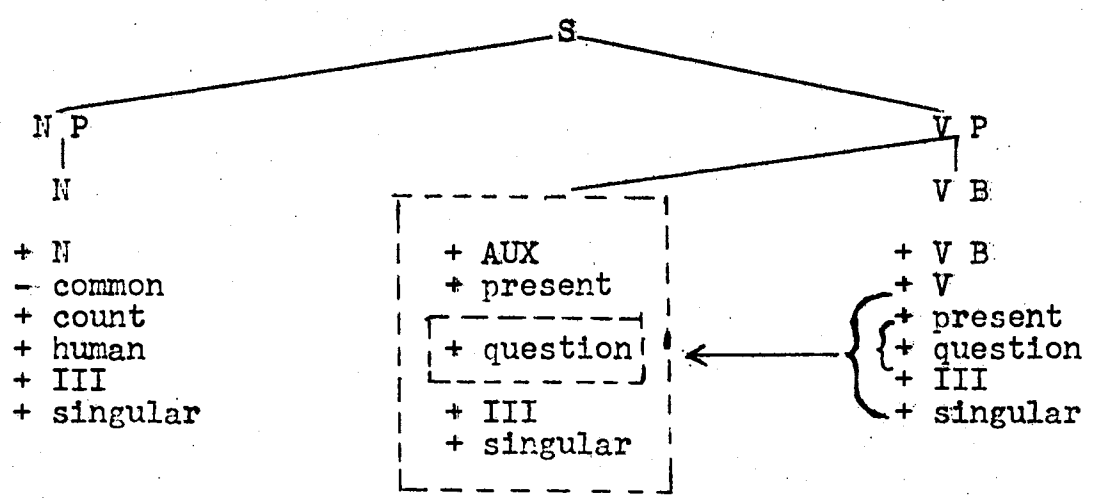 S
N P V P
N V B
+ N + AUX + V B
- common + present + V
+ count + present
+ human + question + question
+ III + III
+ singular + III + singular
+ singular